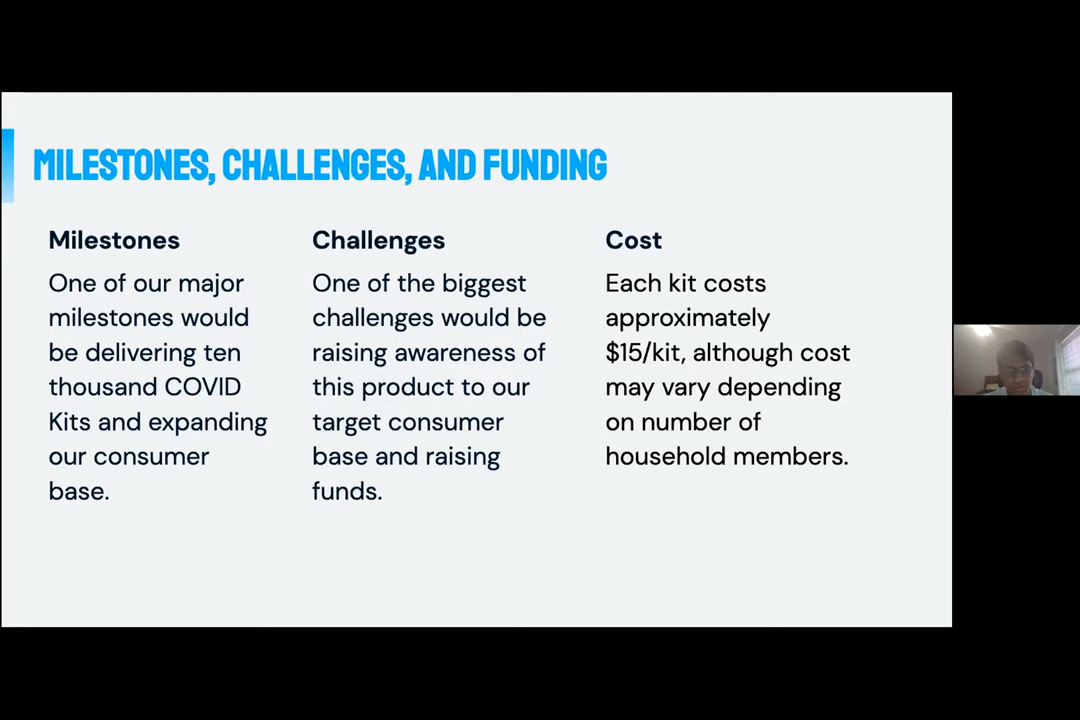 MILESTONES, CHALLENGES, AND FUNDING
Milestones
One of our major
milestones would
be delivering ten
thousand COVID
Kits and expanding
our consumer
base.
Challenges
One of the biggest
challenges would be
raising awareness of
this product to our
target consumer
base and raising
funds.
Cost
Each kit costs
approximately
$15/kit, although cost
may vary depending
on number of
household members.